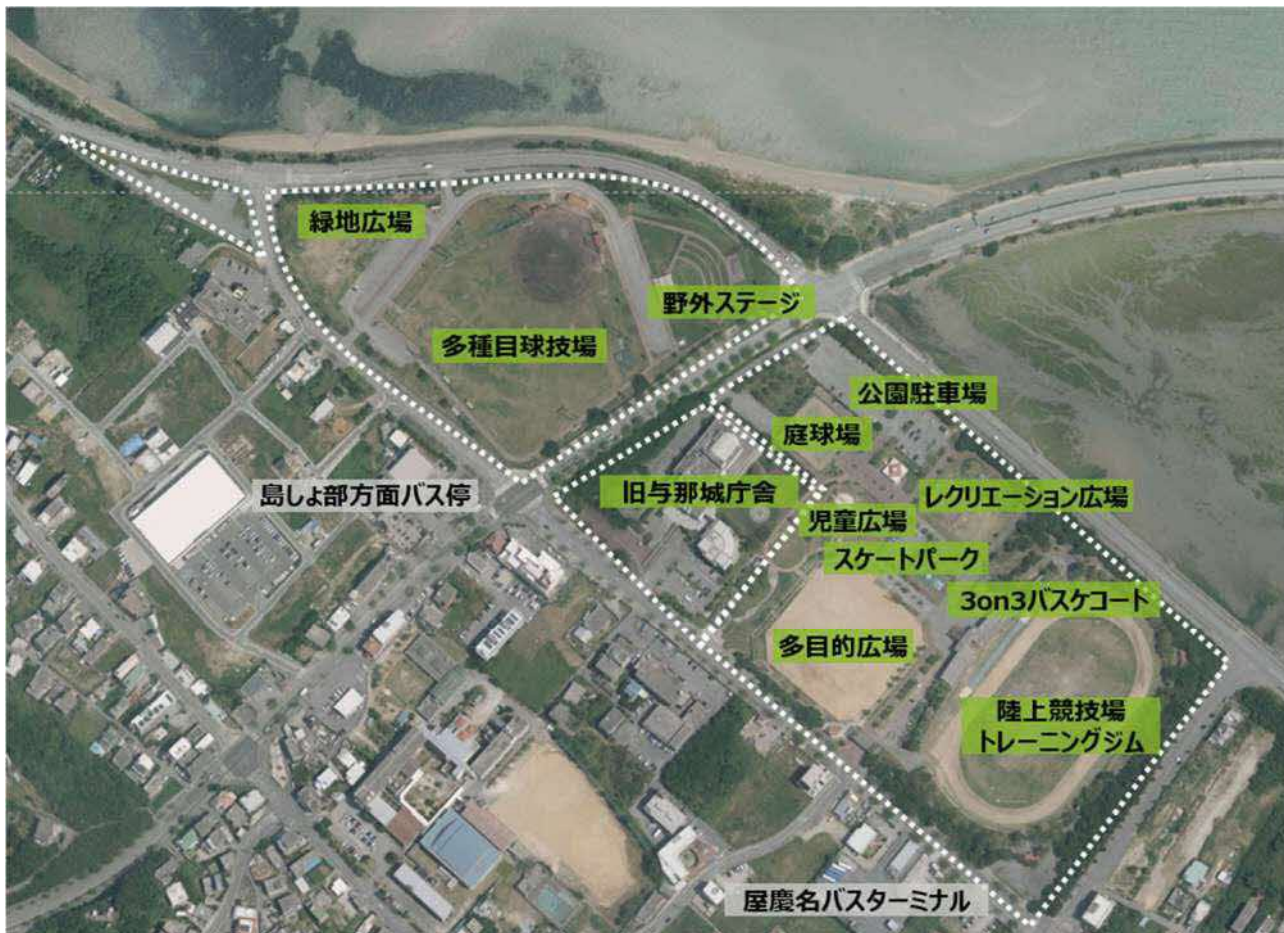 緑地広場
野外ステージ
多種目球技場
公園駐車場
庭球場
旧与那城庁舎
島しょ部方面バス停
レクリエーション広場
児童広場
スケートパーク
3on3バスケコート
多目的広場
陸上競技場
トレーニングジム
屋慶名バスターミナル